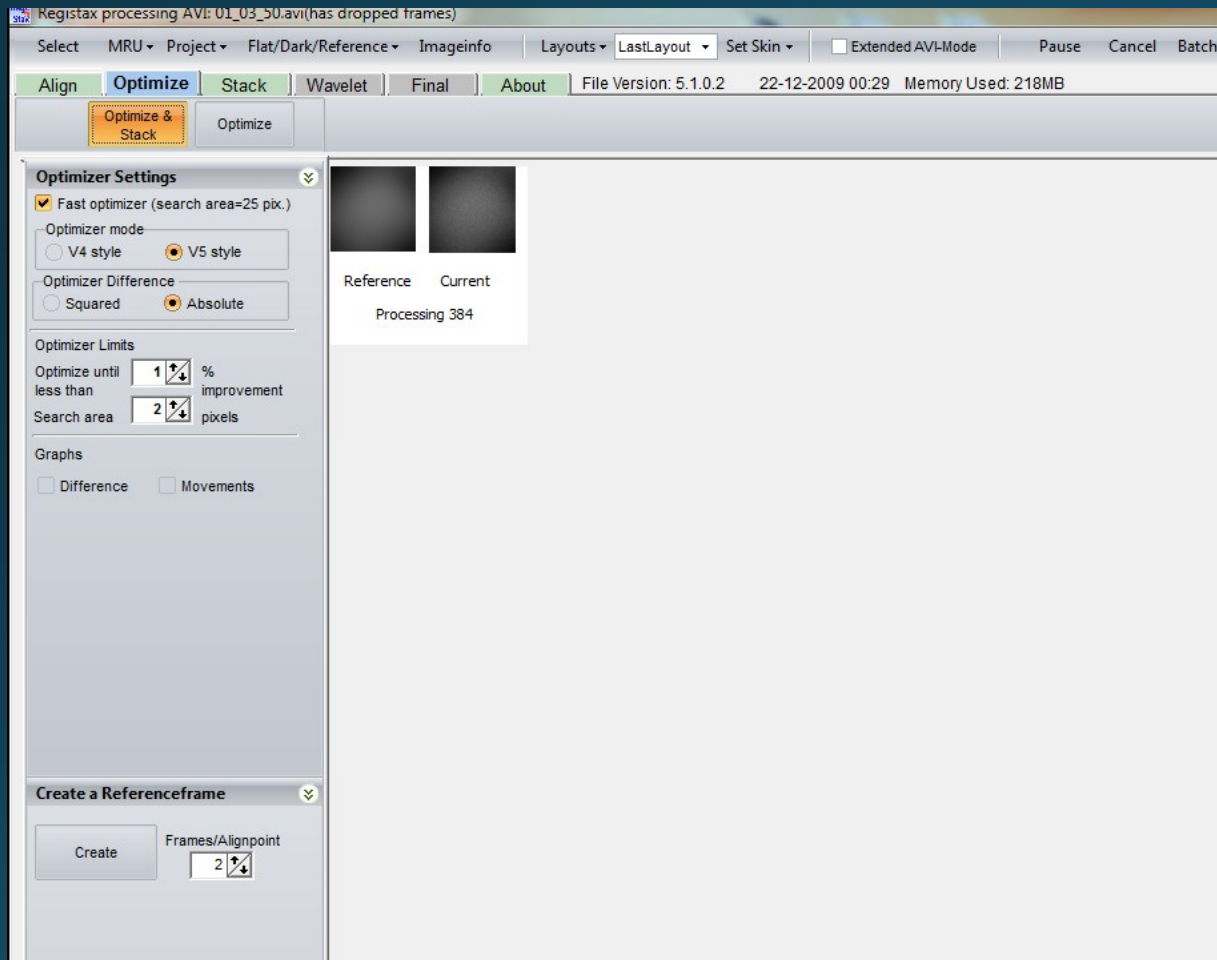 Registax processing AVI: 01_03_50.avi(has dropped frames)
Select MRU Project Flat/Dark/Reference Imageinfo Layouts LastLayout Set Skin Extended AVI-Mode Pause Cancel Batch
Align Optimize Stack Wavelet Final About File Version: 5.1.0.2 22-12-2009 00:29 Memory Used: 218MB
Optimize & Stack
Optimize
Optimizer Settings
Fast optimizer (search area=25 pix.)
Optimizer mode
V4 style V5 style
Optimizer Difference
Squared Absolute
Optimizer Limits
Optimize until less than 1 % improvement
Search area 2 pixels
Graphs
Difference Movements
Create a Referenceframe
Create
Frames/Alignpoint
2
Reference Current
Processing 384